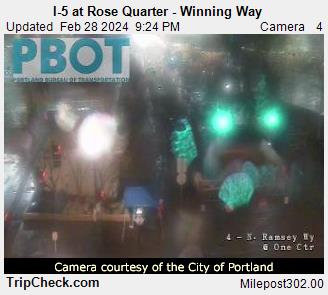 I-5 at Rose Quarter - Winning Way
Updated Feb 28 2024 9:24 PM Camera 4
PBOT
PORTLAND BUREAU OF TRANSPORTATION
4 - N. Ramsey Wy
@ One Ctr
Camera courtesy of the City of Portland
TripCheck.com Milepost302.00